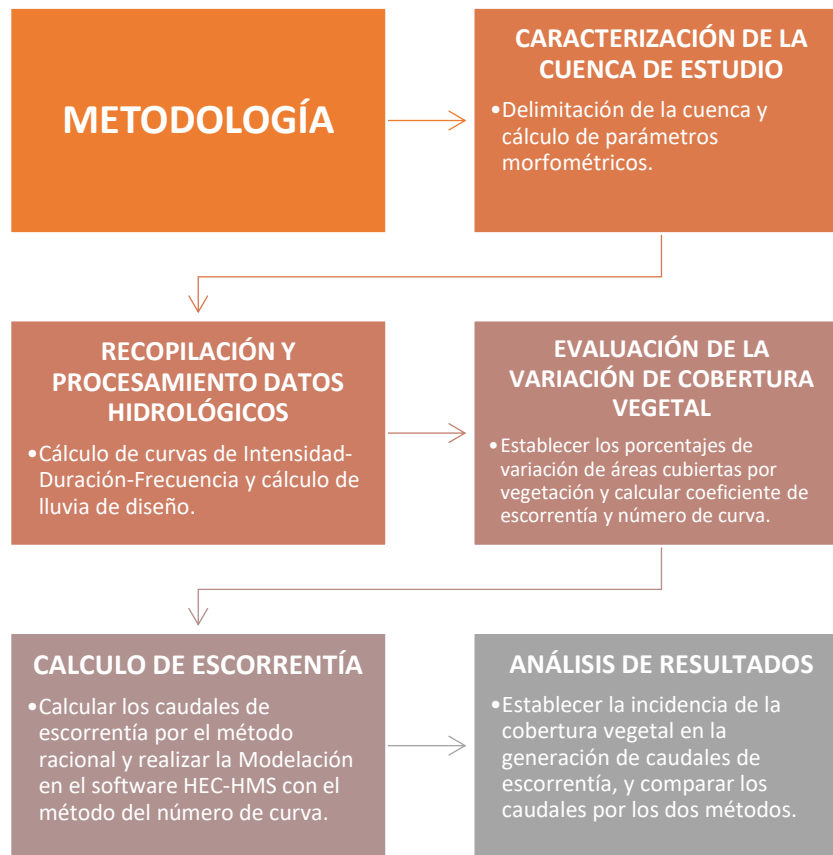 METODOLOGÍA
CARACTERIZACIÓN DE LA
CUENCA DE ESTUDIO
•Delimitación de la cuenca y
cálculo de parámetros
morfométricos.
RECOPILACIÓN Y
PROCESAMIENTO DATOS
HIDROLÓGICOS
•Cálculo de curvas de Intensidad-
Duración-Frecuencia y cálculo de
lluvia de diseño.
EVALUACIÓN DE LA
VARIACIÓN DE COBERTURA
VEGETAL
•Establecer los porcentajes de
variación de áreas cubiertas por
vegetación y calcular coeficiente de
escorrentía y número de curva.
CALCULO DE ESCORRENTÍA
•Calcular los caudales de
escorrentía por el método
racional y realizar la Modelación
en el software HEC-HMS con el
método del número de curva.
ANÁLISIS DE RESULTADOS
•Establecer la incidencia de la
cobertura vegetal en la
generación de caudales de
escorrentía, y comparar los
caudales por los dos métodos.